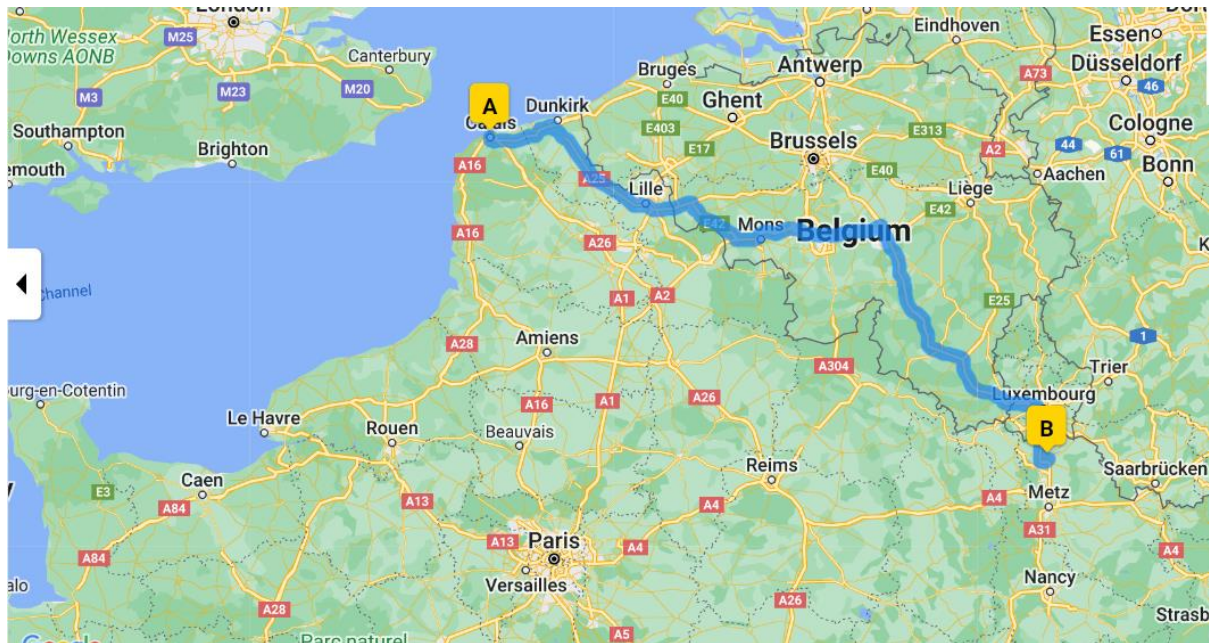 London
Eindhoven
Essen
North Wessex
Downs AONB
M25
Canterbury
Bruges
Antwerp
A73
Düsseldorf
46
M3
M23
M20
A
Dunkirk
E40
Ghent
Calais
E403
E313
Cologne
Southampton
Brighton
E17
Brussels
A2
44
61
Bonn
emouth
A16
A25
Lille
E40
Aachen
Liège
E42
E42
Mons
Belgium
A16
A26
Channel
A1
A2
E25
A28
Amiens
A304
1
Trier
urg-en-Cotentin
A16
A1
A26
Luxembourg
Le Havre
Rouen
Beauvais
B
Reims
Saarbrücken
Caen
E3
A84
A13
A4
A4
Metz
A13
Paris
A4
A31
A4
A84
Versailles
Nancy
A28
A26
Strasb
Google
Parc naturel
A5